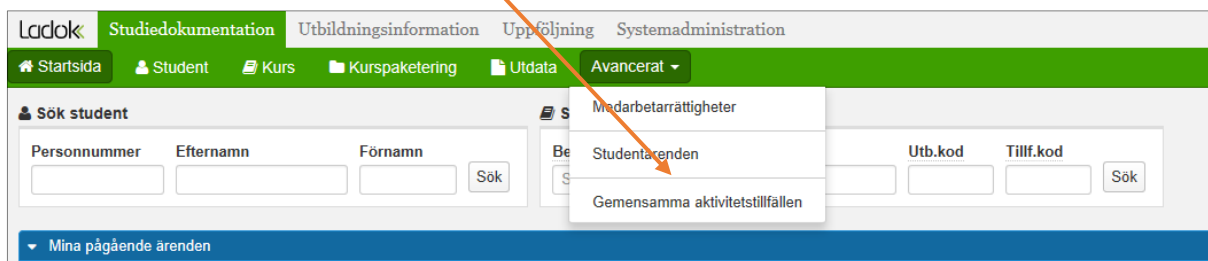 Ladok Studiedokumentation Utbildningsinformation Uppföljning Systemadministration
Startsida Student Kurs Kurspaketering Utdata Avancerat
Sök student S
Medarbetarrättigheter
Personnummer Efternamn Förnamn Be Studentärenden Utb.kod Tillf.kod
Sök S Sök
Gemensamma aktivitetstillfällen
Mina pågående ärenden